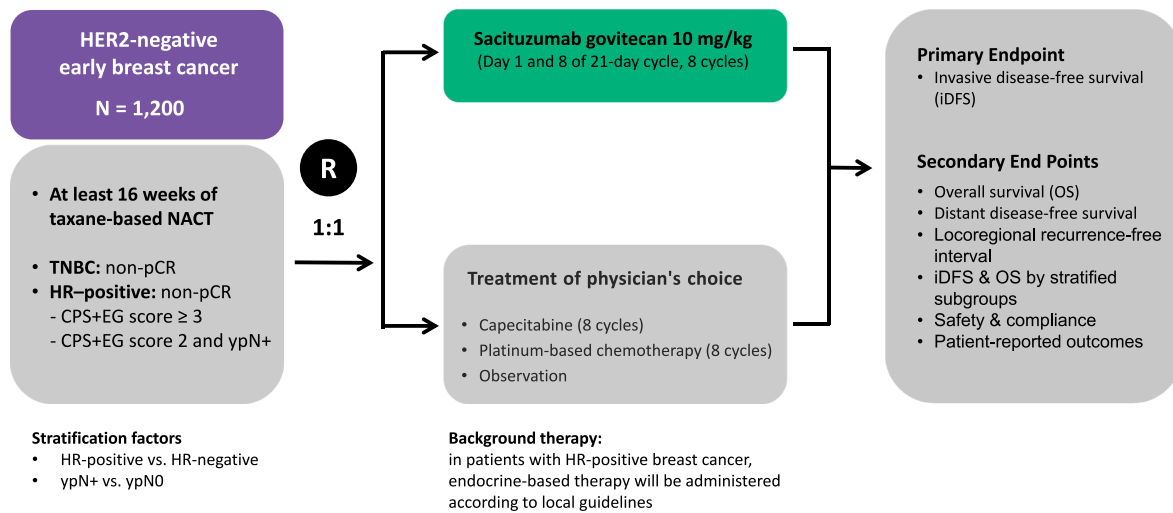 HER2-negative
early breast cancer
N = 1,200
• At least 16 weeks of
taxane-based NACT
• TNBC: non-pCR
• HR–positive: non-pCR
- CPS+EG score ≥ 3
- CPS+EG score 2 and ypN+
Stratification factors
• HR-positive vs. HR-negative
• ypN+ vs. ypN0
R
1:1
Sacituzumab govitecan 10 mg/kg
(Day 1 and 8 of 21-day cycle, 8 cycles)
Treatment of physician's choice
• Capecitabine (8 cycles)
• Platinum-based chemotherapy (8 cycles)
• Observation
Background therapy:
in patients with HR-positive breast cancer,
endocrine-based therapy will be administered
according to local guidelines
Primary Endpoint
• Invasive disease-free survival
(iDFS)
Secondary End Points
• Overall survival (OS)
• Distant disease-free survival
• Locoregional recurrence-free
interval
• iDFS & OS by stratified
subgroups
• Safety & compliance
• Patient-reported outcomes